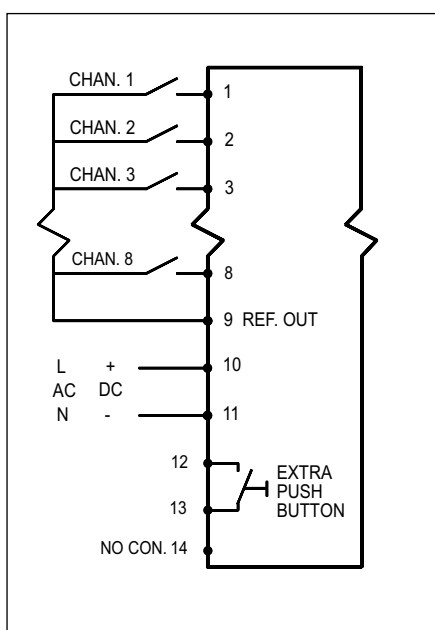 CHAN. 1
1
CHAN. 2
2
CHAN. 3
3
CHAN. 8
8
9 REF. OUT
L + 10
AC DC
N - 11
12
EXTRA
PUSH
BUTTON
13
NO CON. 14